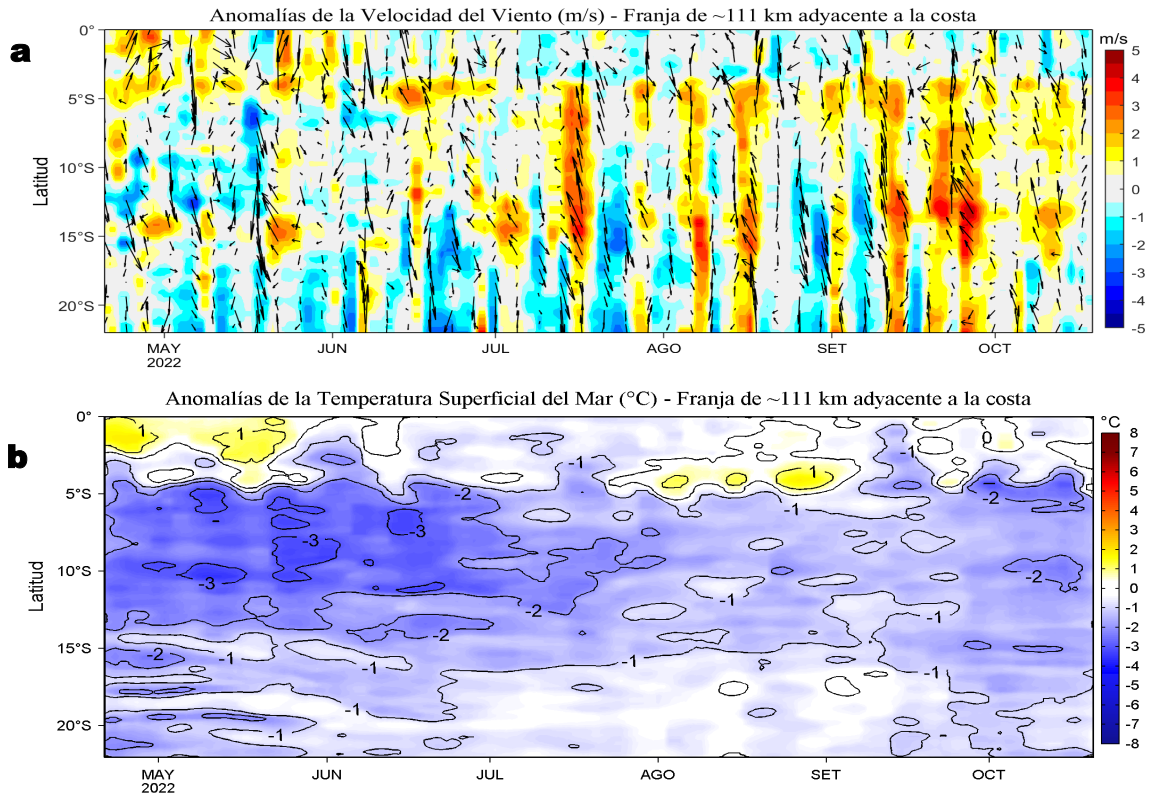 Anomalías de la Velocidad del Viento (m/s) - Franja de ~111 km adyacente a la costa
a
m/s
0°
5°S
10°S
15°S
20°S
Latitud
5
4
3
2
1
0
-1
-2
-3
-4
-5
MAY JUN JUL AGO SET OCT
2022
Anomalías de la Temperatura Superficial del Mar (°C) - Franja de ~111 km adyacente a la costa
b
°C
0°
5°S
10°S
15°S
20°S
Latitud
1 1 0
-1 -1
1
-2 -2
-1
-3 -3
-3 -2
-2 -1
-1
-2
-2 -1 -1 -1
-1
-1
-1
8
7
6
5
4
3
2
1
0
-1
-2
-3
-4
-5
-6
-7
-8
MAY JUN JUL AGO SET OCT
2022